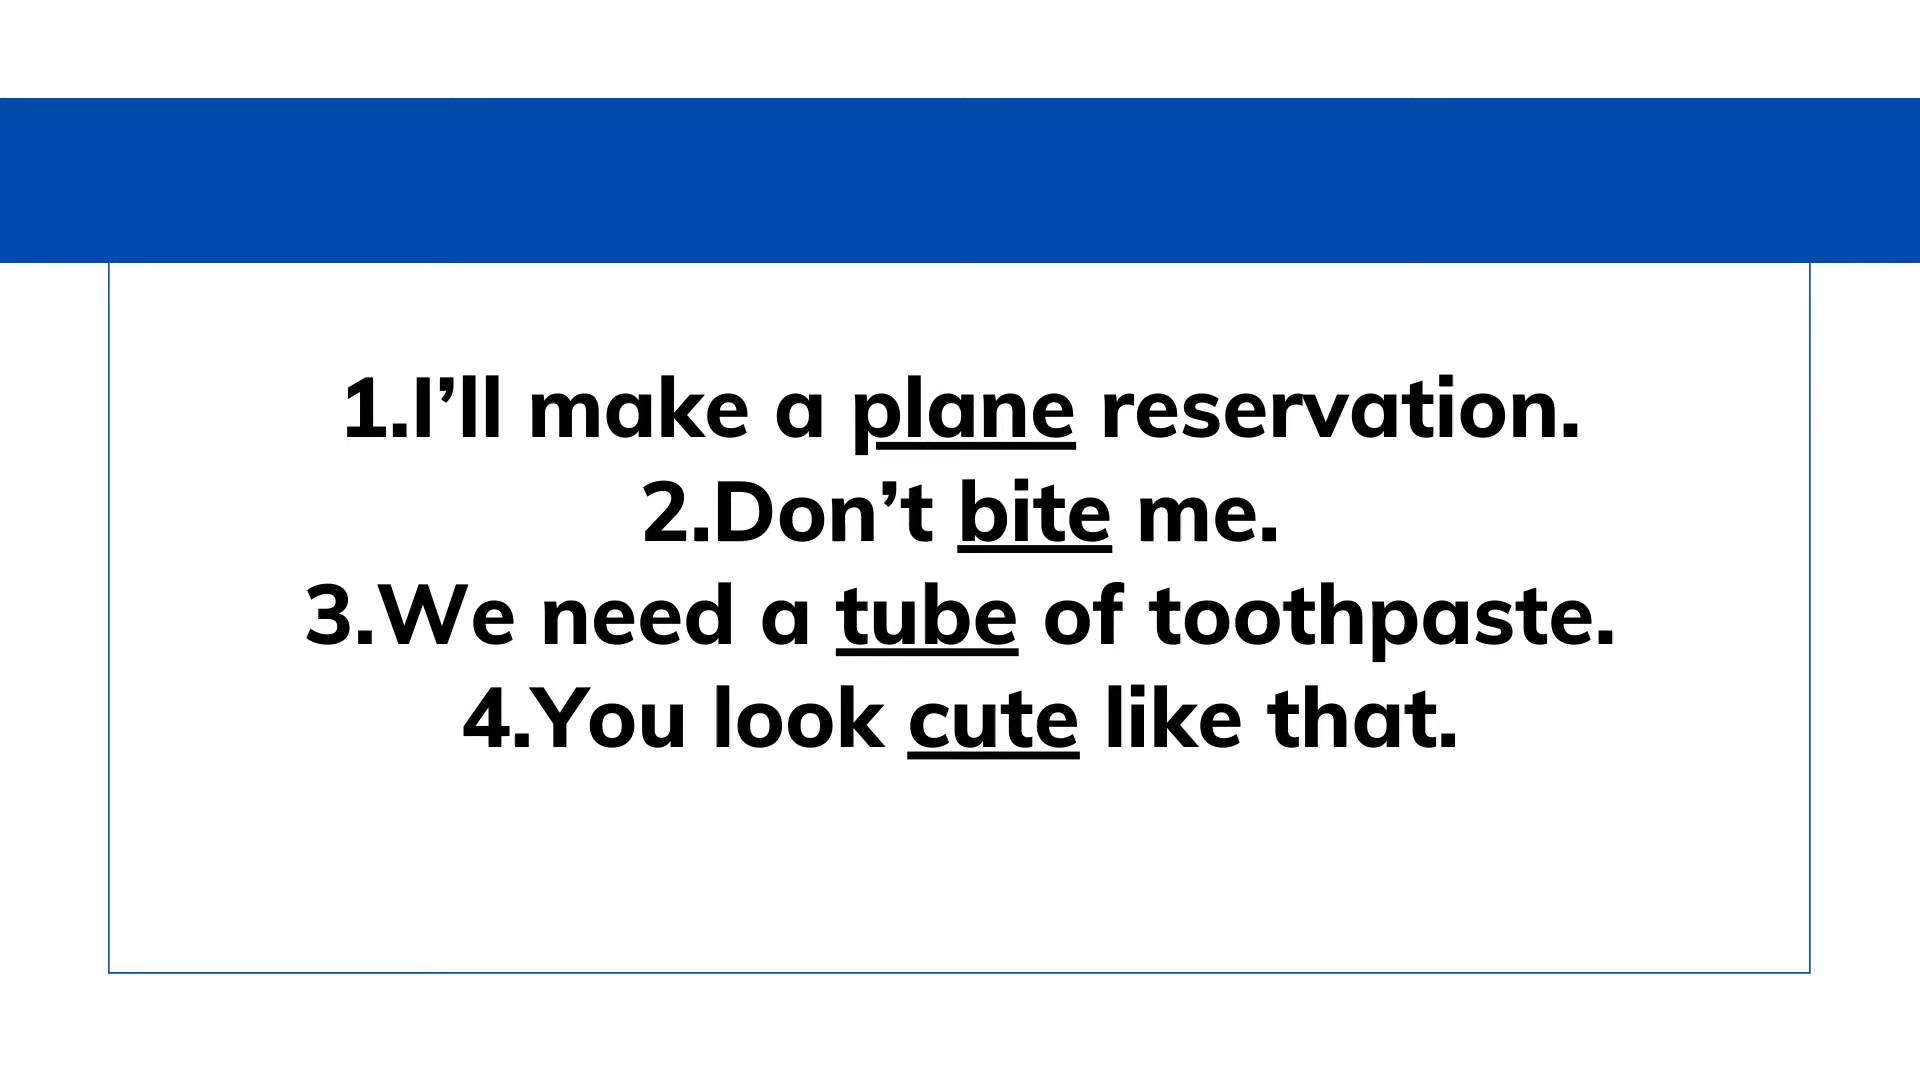 1.I’ll make a plane reservation.
2.Don’t bite me.
3.We need a tube of toothpaste.
4.You look cute like that.